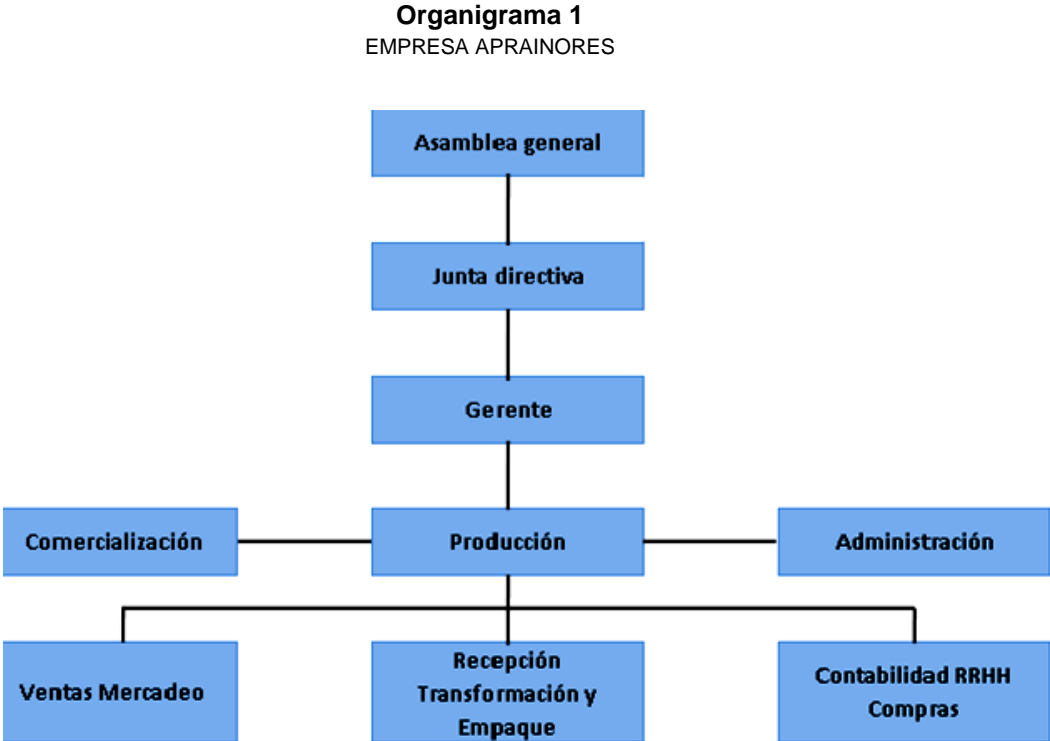 Organigrama 1
EMPRESA APRAINORES
Asamblea general
Junta directiva
Gerente
Comercialización
Producción
Administración
Ventas Mercadeo
Recepción
Transformación y
Empaque
Contabilidad RRHH
Compras